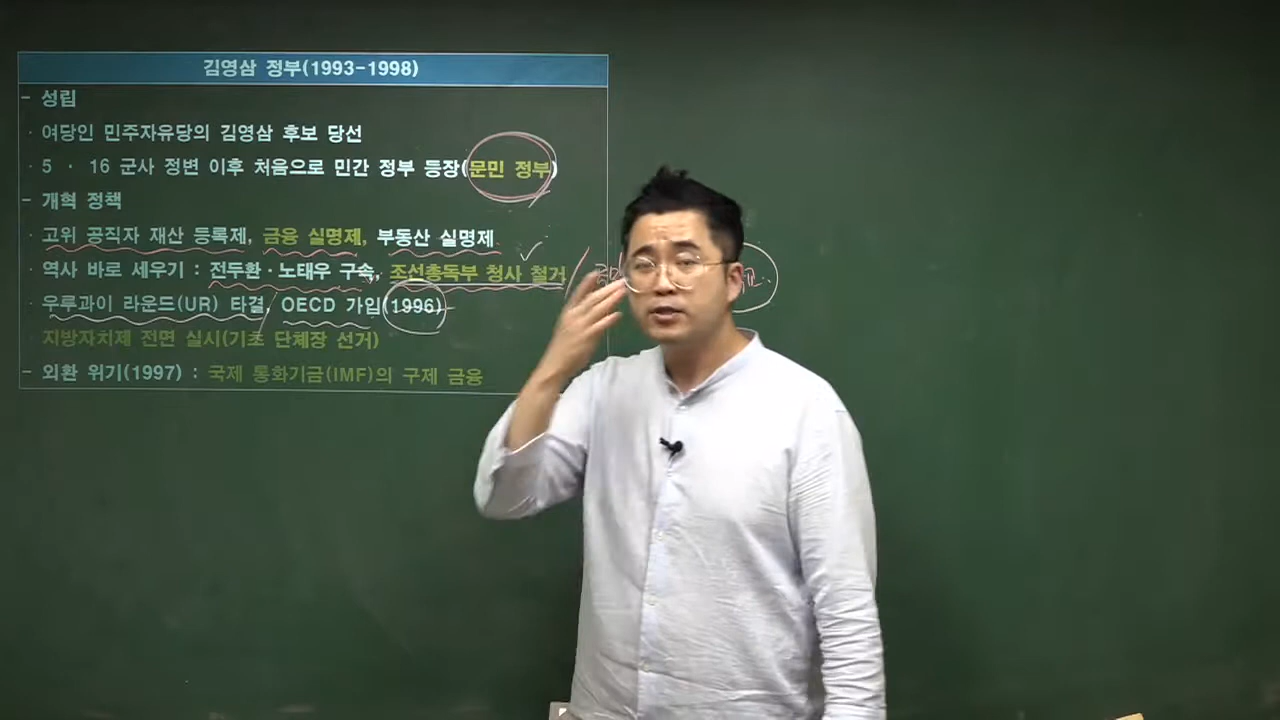 김영삼 정부(1993-1998)
- 성립
· 여당인 민주자유당의 김영삼 후보 당선
· 5 · 16 군사 정변 이후 처음으로 민간 정부 등장(문민 정부)
- 개혁 정책
· 고위 공직자 재산 등록제, 금융 실명제, 부동산 실명제
· 역사 바로 세우기 : 전두환·노태우 구속, 조선총독부 청사 철거
· 우루과이 라운드(UR) 타결, OECD 가입(1996)
· 지방자치제 전면 실시(기초 단체장 선거)
- 외환 위기(1997) : 국제 통화기금(IMF)의 구제 금융